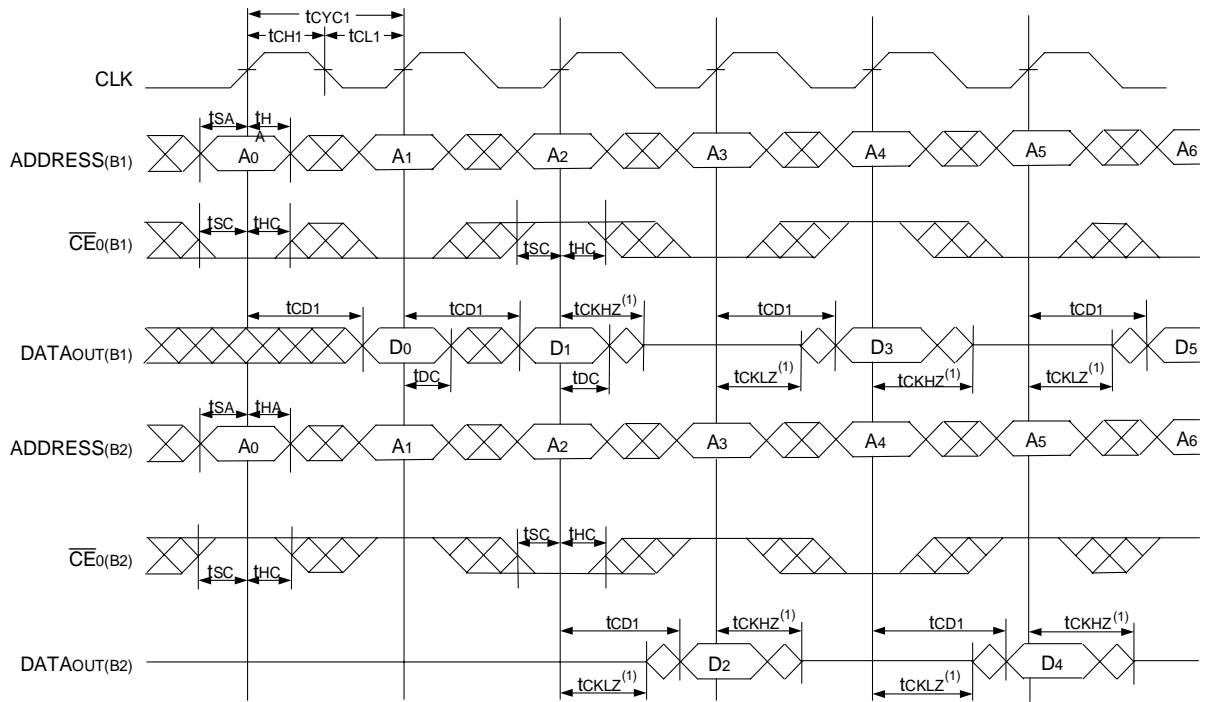 tCYC1
tCH1 tCL1
CLK
tSA tH
A
ADDRESS(B1) A0 A1 A2 A3 A4 A5 A6
tSC tHC
CE0(B1)
tSC tHC
tCD1 tCD1 tCKHZ(1) tCD1 tCD1
DATAOUT(B1) D0 D1 D3 D5
tDC tDC tCKLZ(1) tCKHZ(1) tCKLZ(1)
tSA tHA
ADDRESS(B2) A0 A1 A2 A3 A4 A5 A6
tSC tHC
CE0(B2)
tSC tHC
tCD1 tCKHZ(1) tCD1 tCKHZ(1)
DATAOUT(B2) D2 D4
tCKLZ(1) tCKLZ(1)